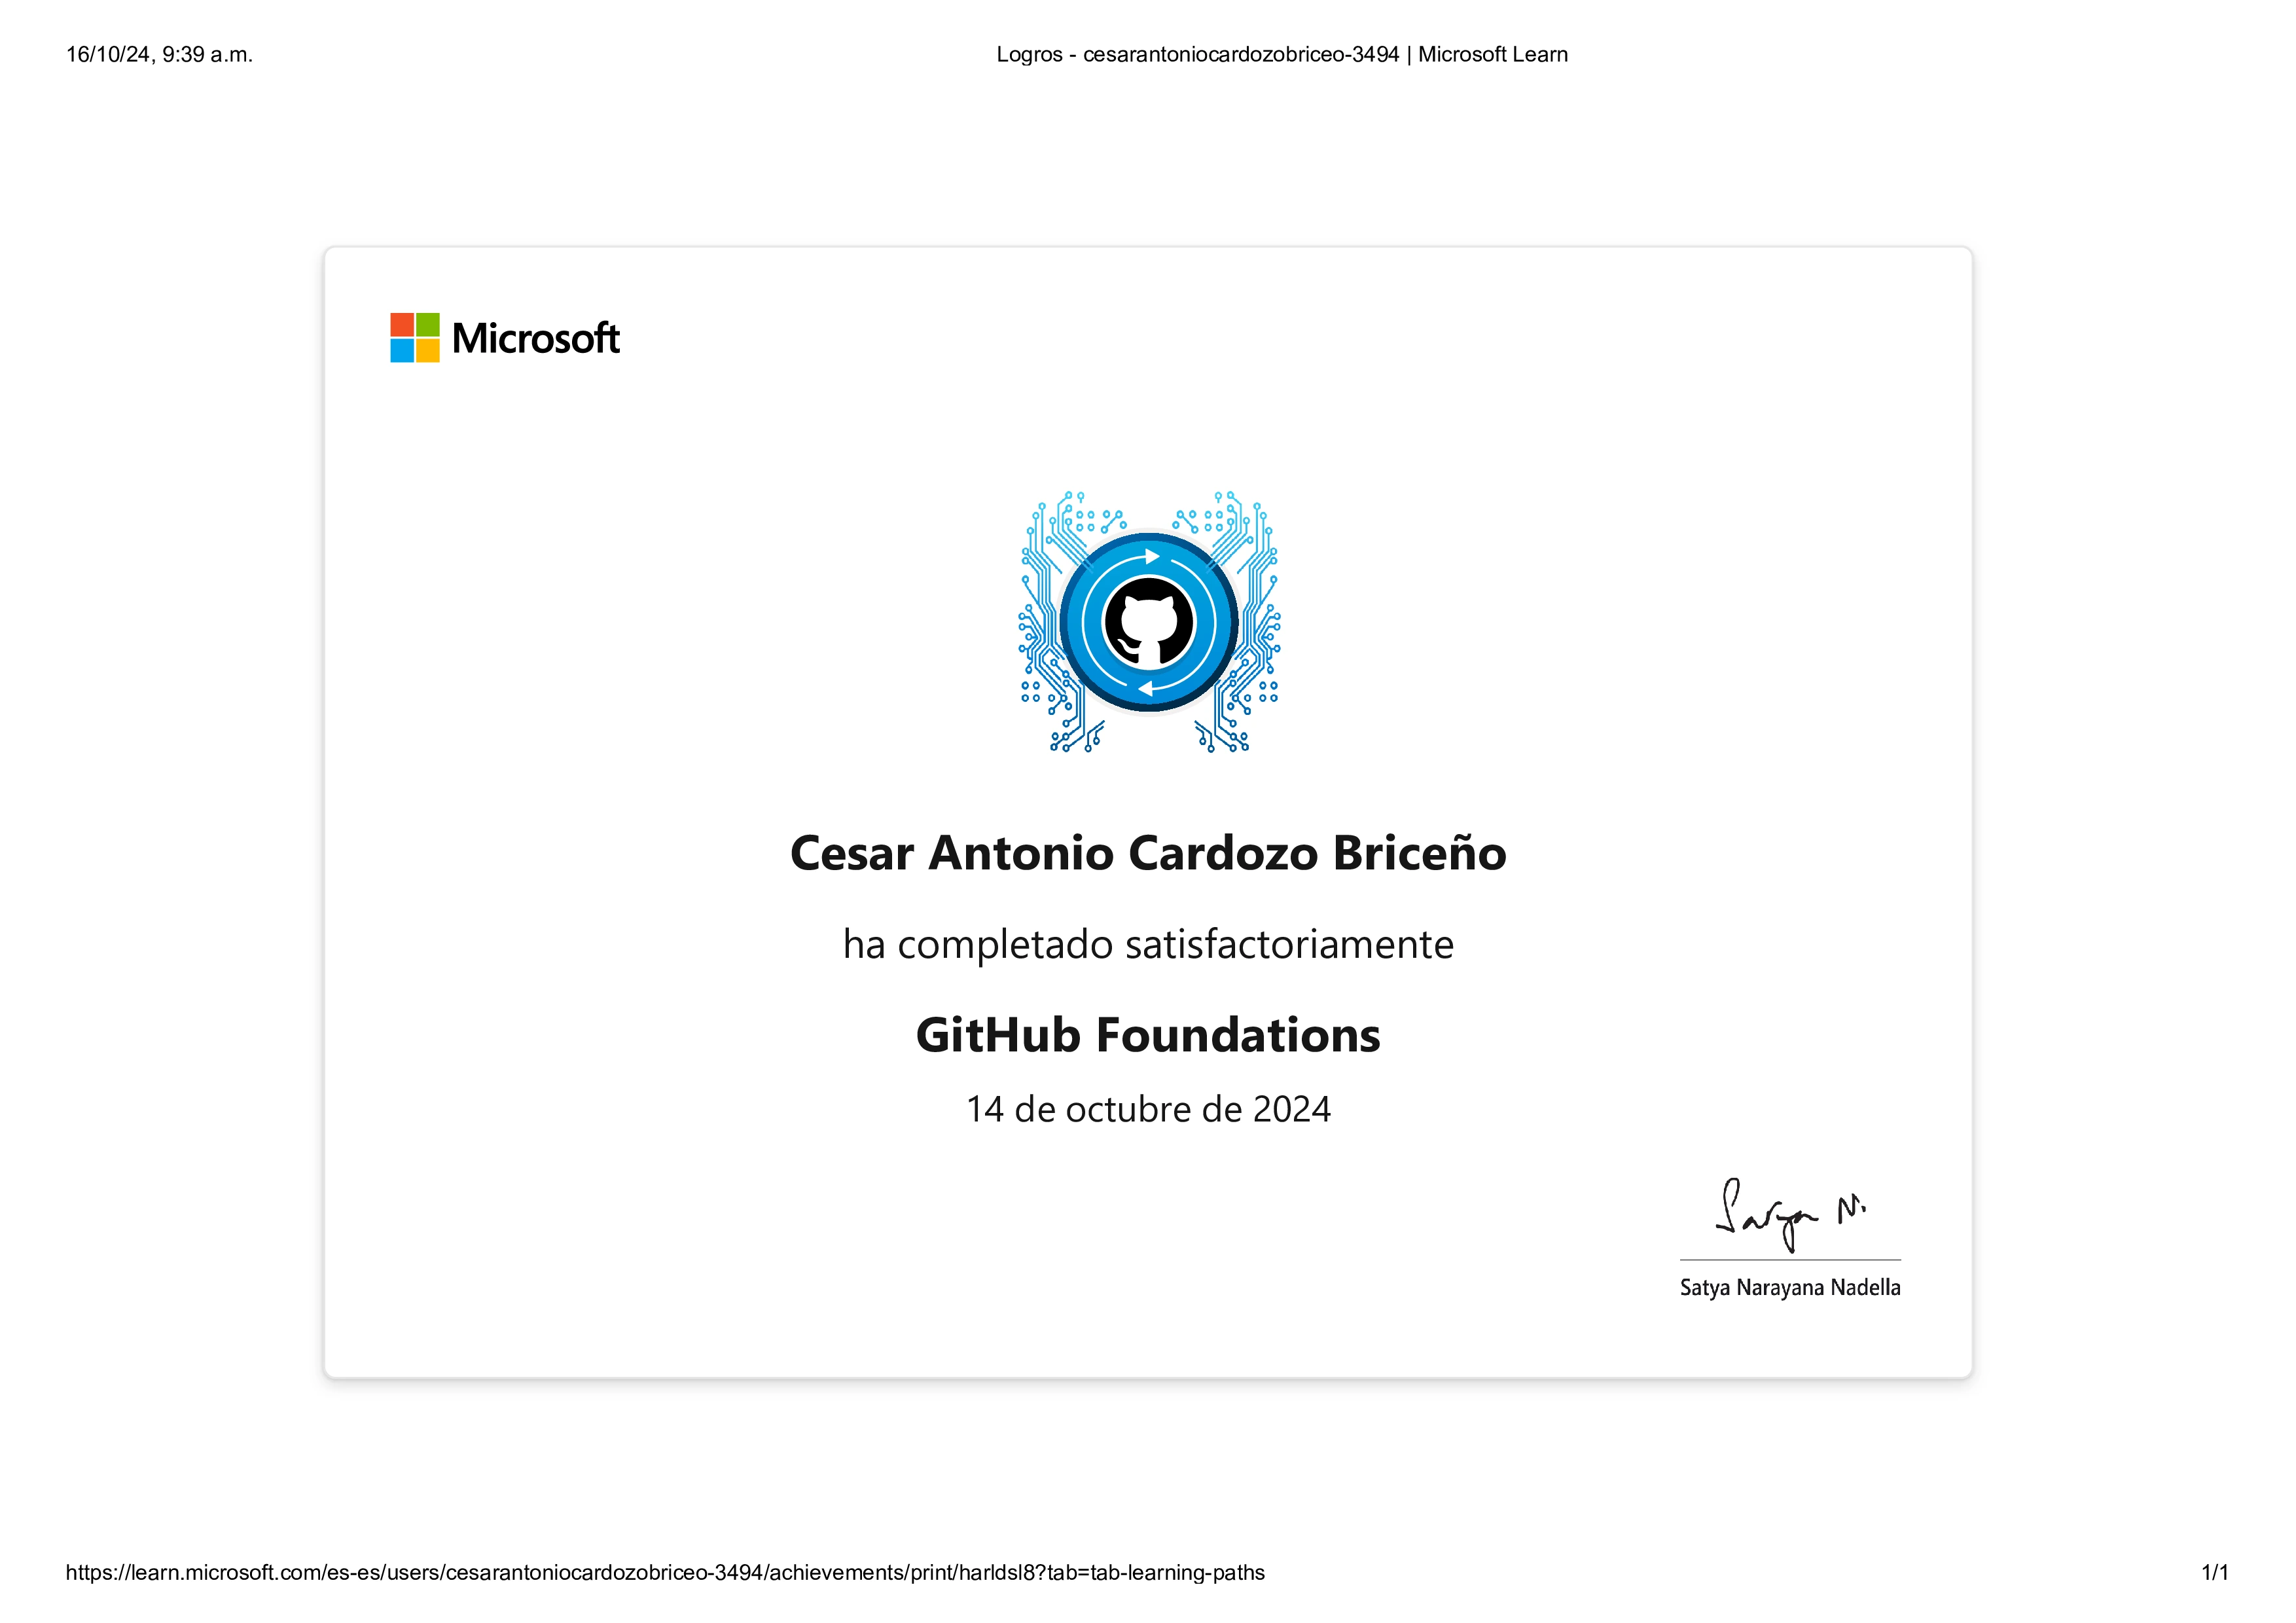 16/10/24, 9:39 a.m.
Logros - cesarantoniocardozobriceo-3494 | Microsoft Learn
Microsoft
Cesar Antonio Cardozo Briceño
ha completado satisfactoriamente
GitHub Foundations
14 de octubre de 2024
Satya N.
Satya Narayana Nadella
https://learn.microsoft.com/es-es/users/cesarantoniocardozobriceo-3494/achievements/print/harldsl8?tab=tab-learning-paths
1/1